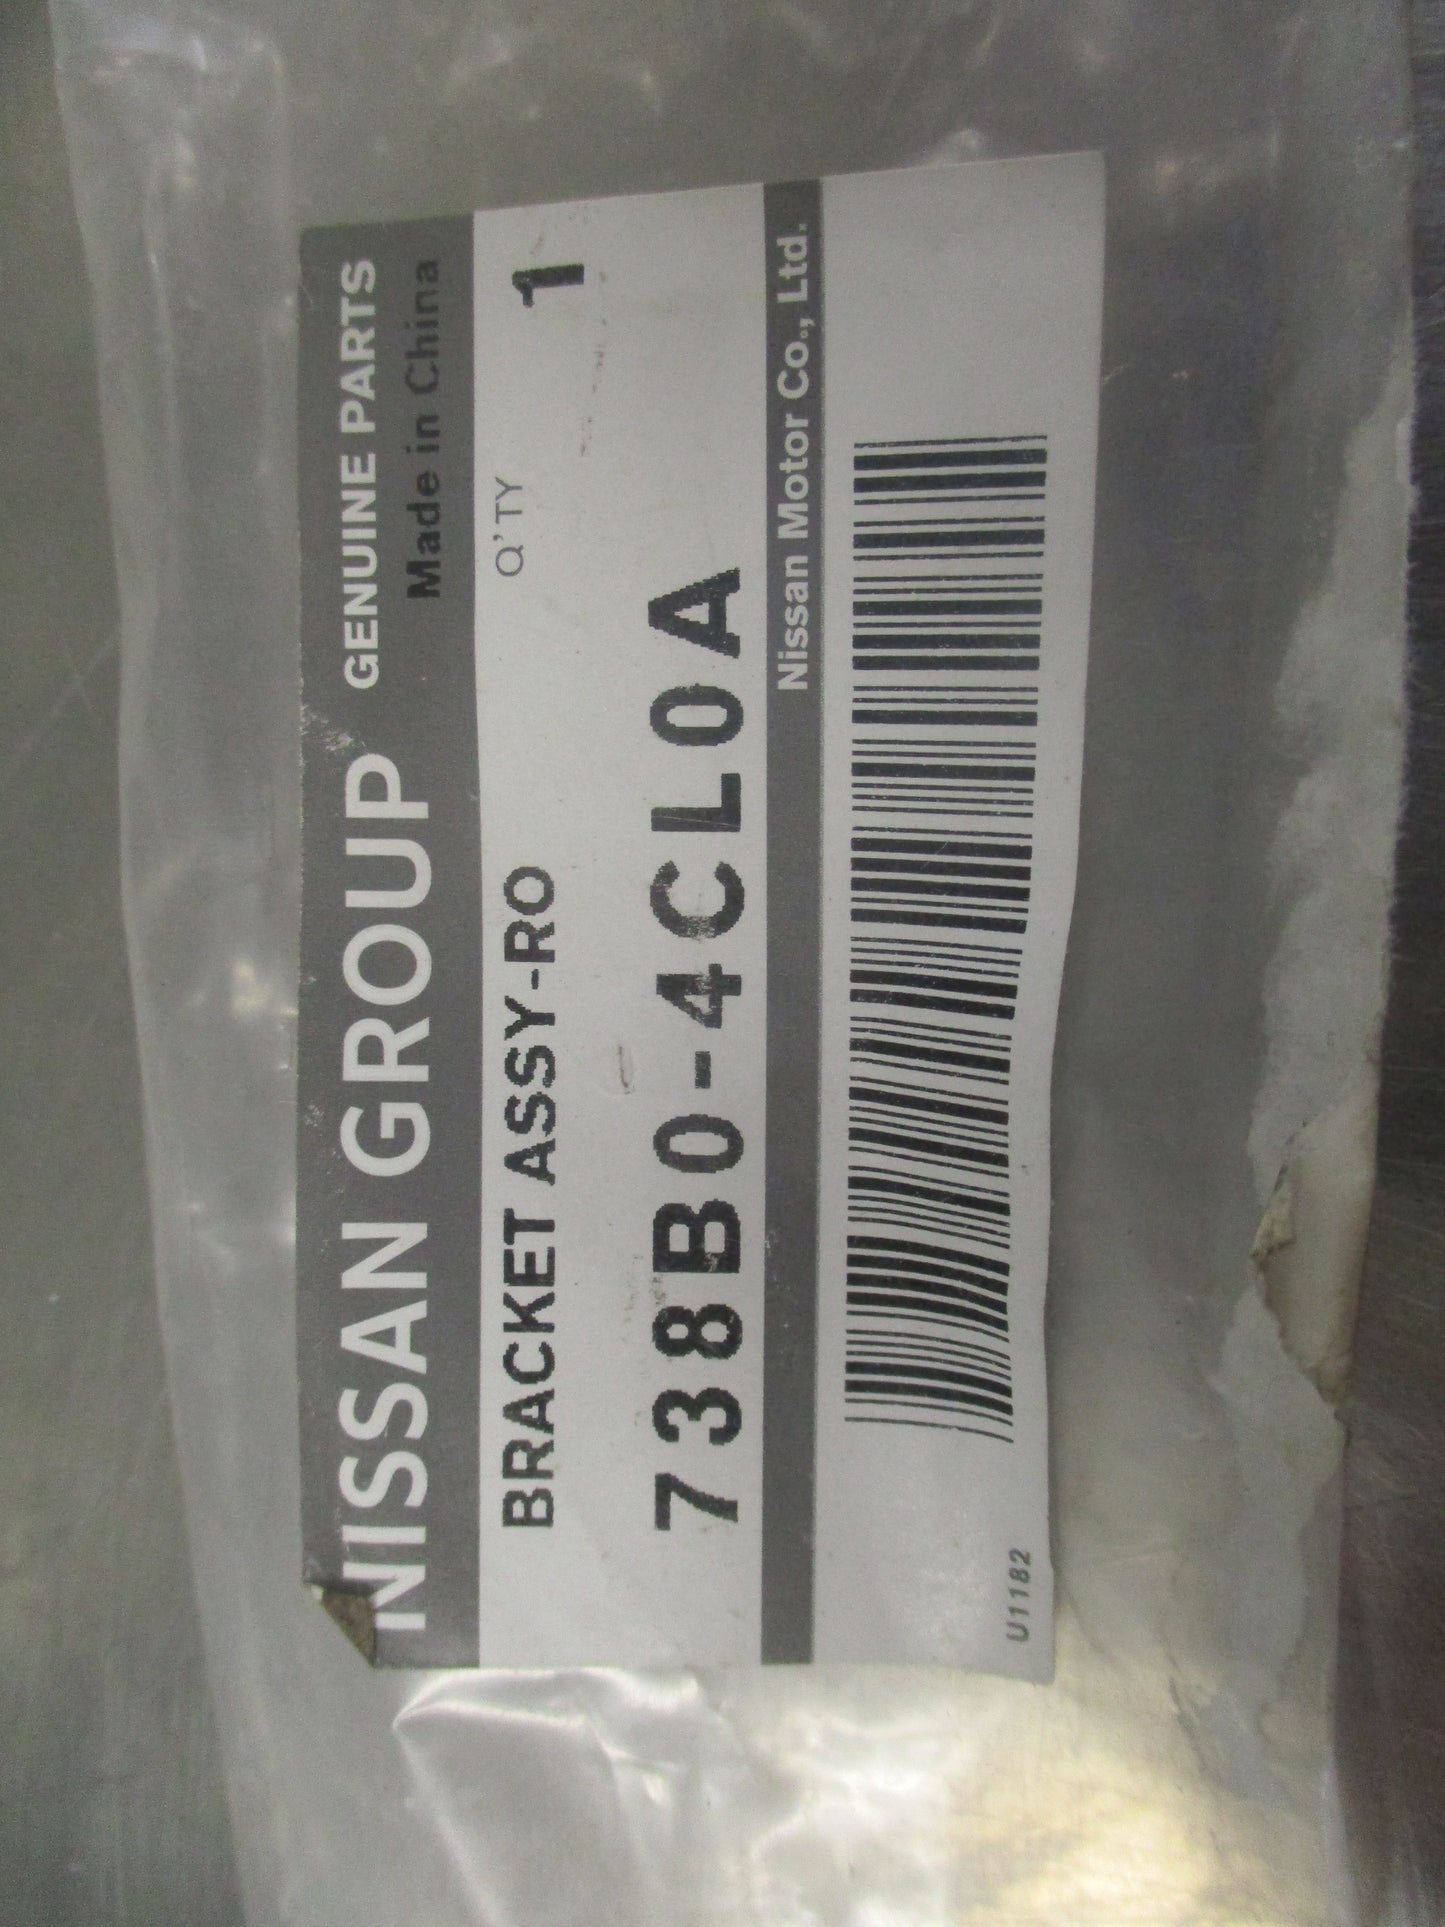 NISSAN GROUP GENUINE PARTS
Made in China
BRACKET ASSY-RO Q'TY 1
738B0-4CL0A
Nissan Motor Co., Ltd.
U1182